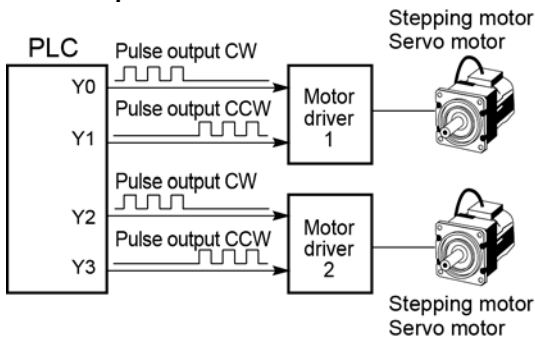 Stepping motor
Servo motor
PLC
Pulse output CW
Y0
Pulse output CCW
Y1
Motor
driver
1
Pulse output CW
Y2
Pulse output CCW
Y3
Motor
driver
2
Stepping motor
Servo motor